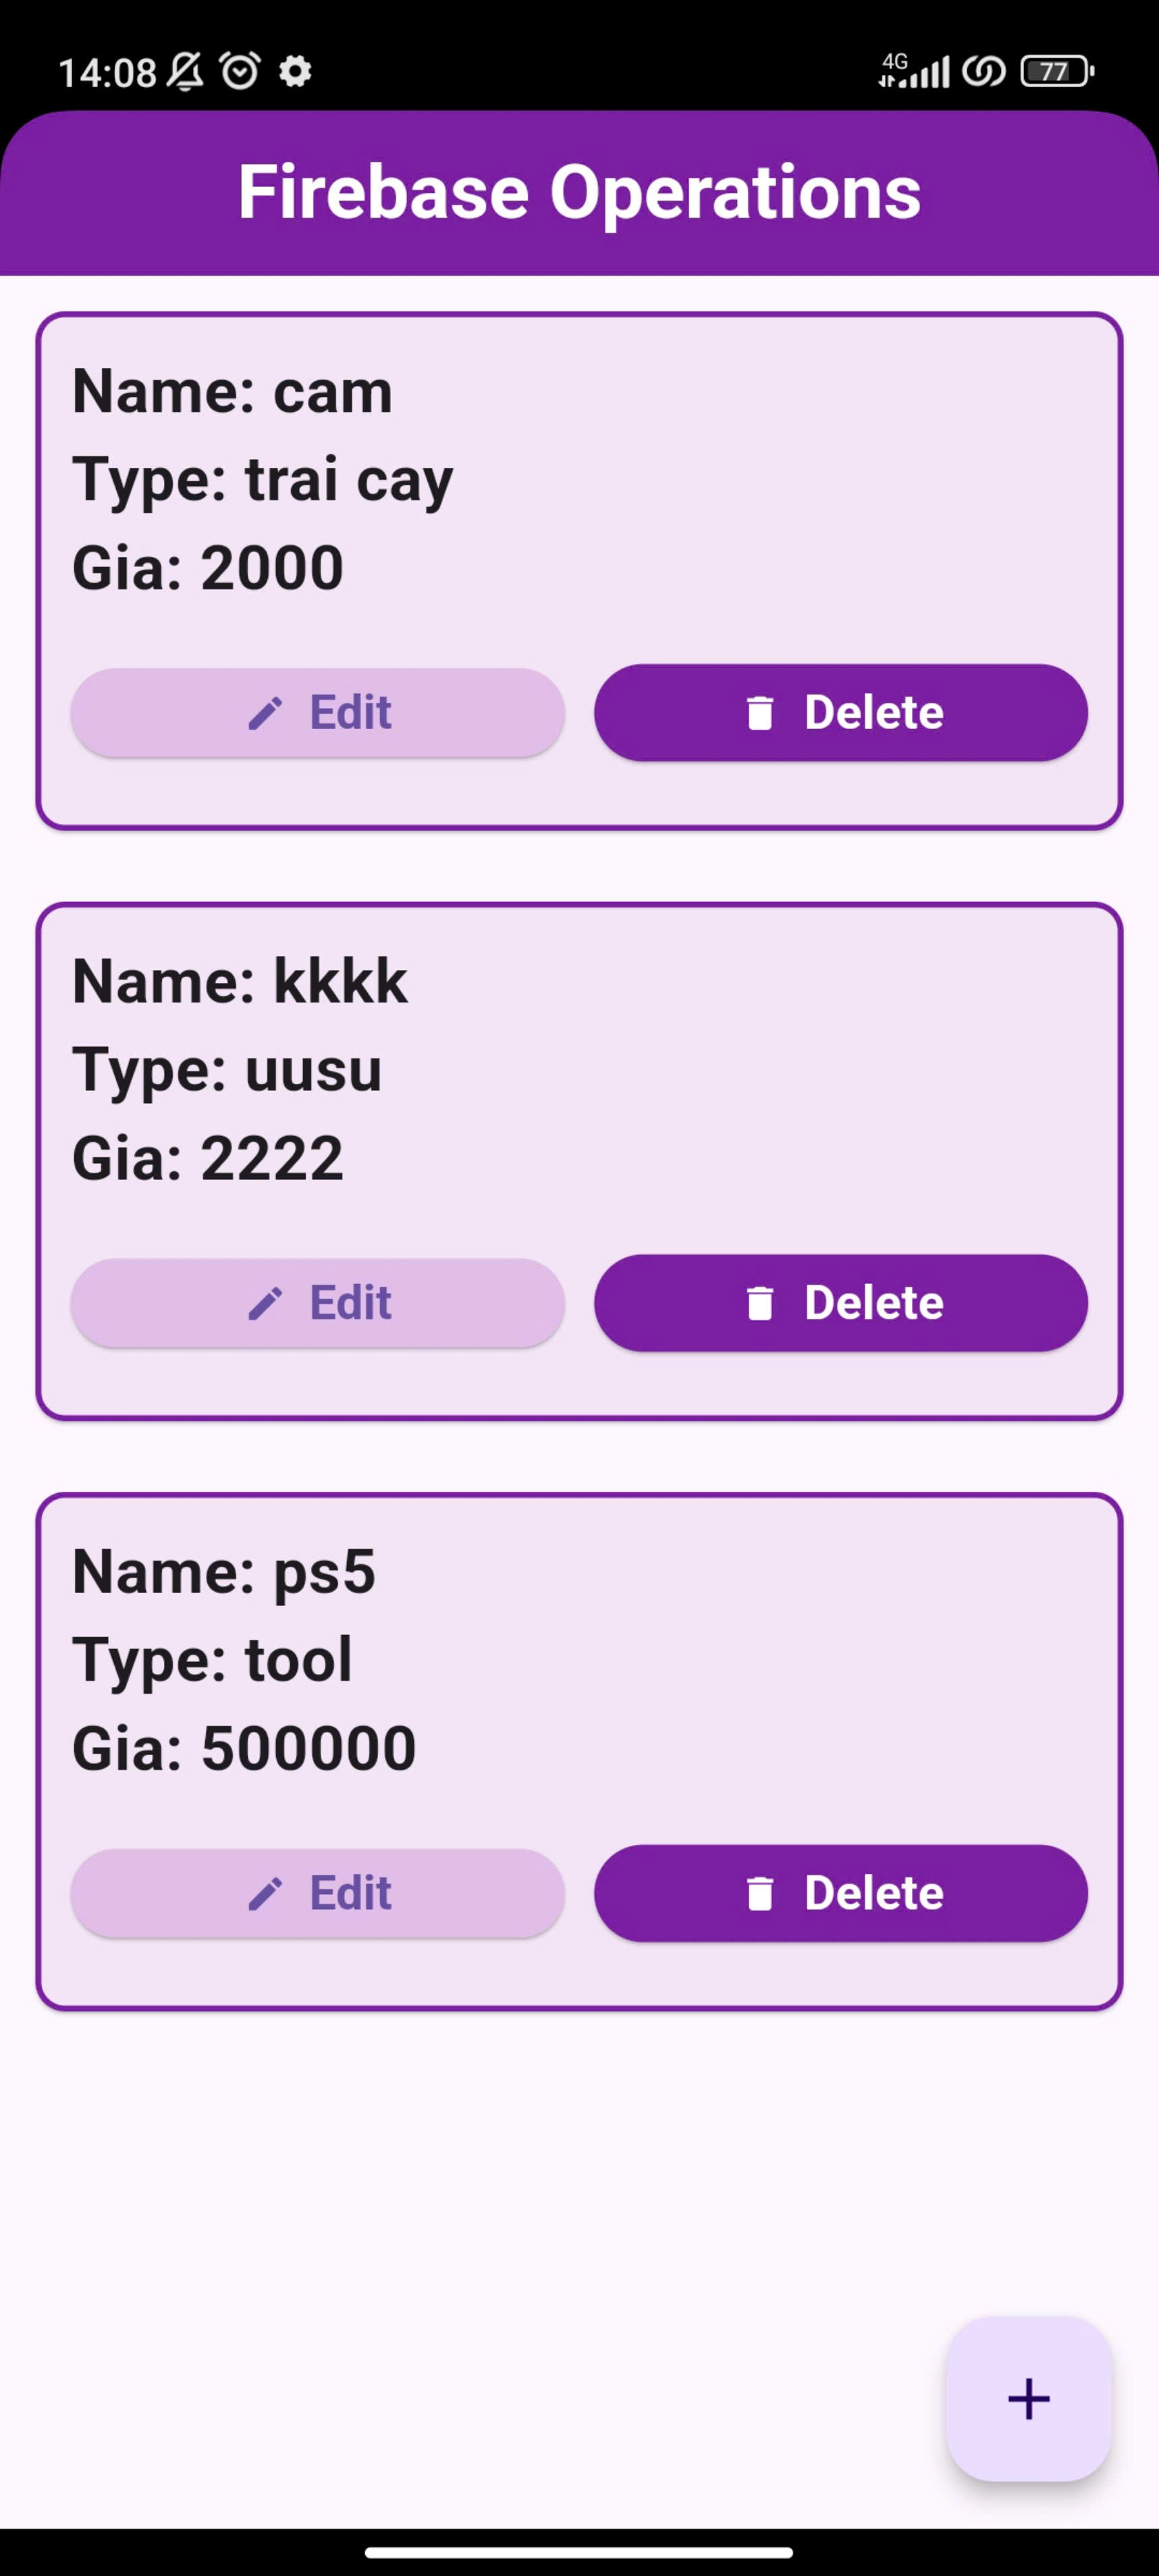 14:08
4G
77
Firebase Operations
Name: cam
Type: trai cay
Gia: 2000
Edit
Delete
Name: kkkk
Type: uusu
Gia: 2222
Edit
Delete
Name: ps5
Type: tool
Gia: 500000
Edit
Delete